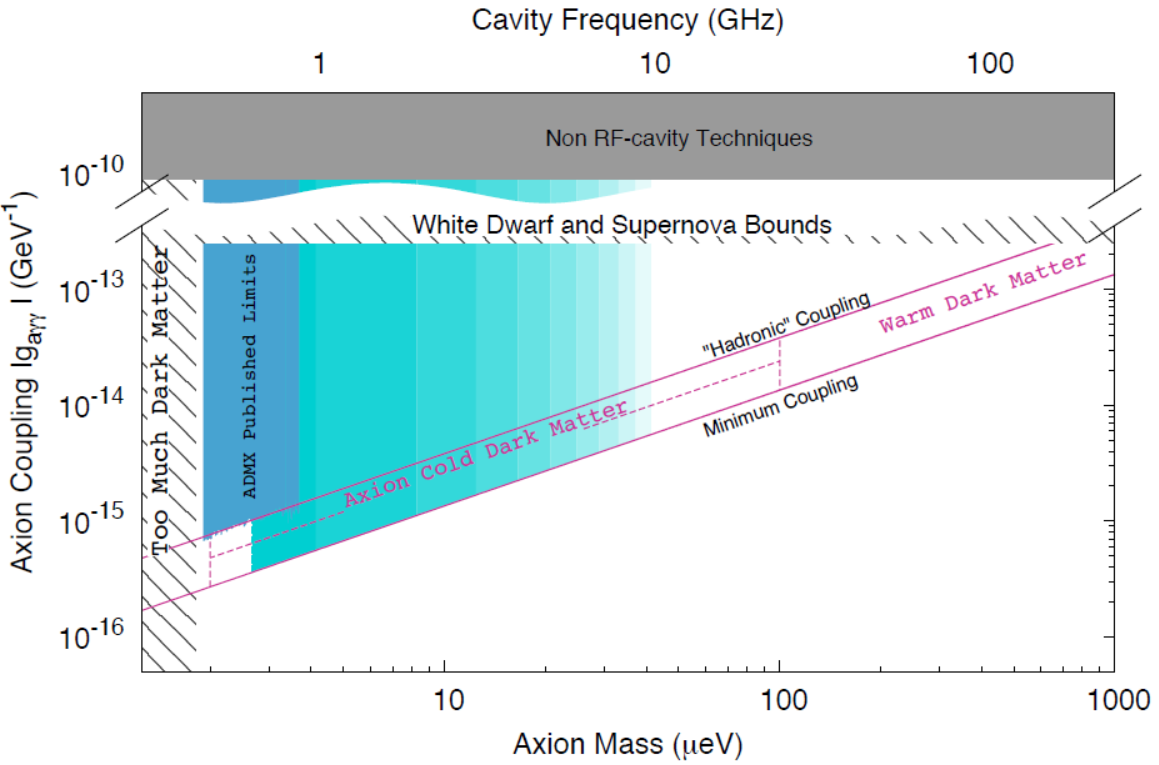 Cavity Frequency (GHz)
1 10 100
Non RF-cavity Techniques
10-10
White Dwarf and Supernova Bounds
10-13
10-14
10-15
10-16
Axion Coupling |gaγγ| (GeV-1)
Too Much Dark Matter
ADMX Published Limits
"Hadronic" Coupling
Warm Dark Matter
Axion Cold Dark Matter
Minimum Coupling
10 100 1000
Axion Mass (μeV)